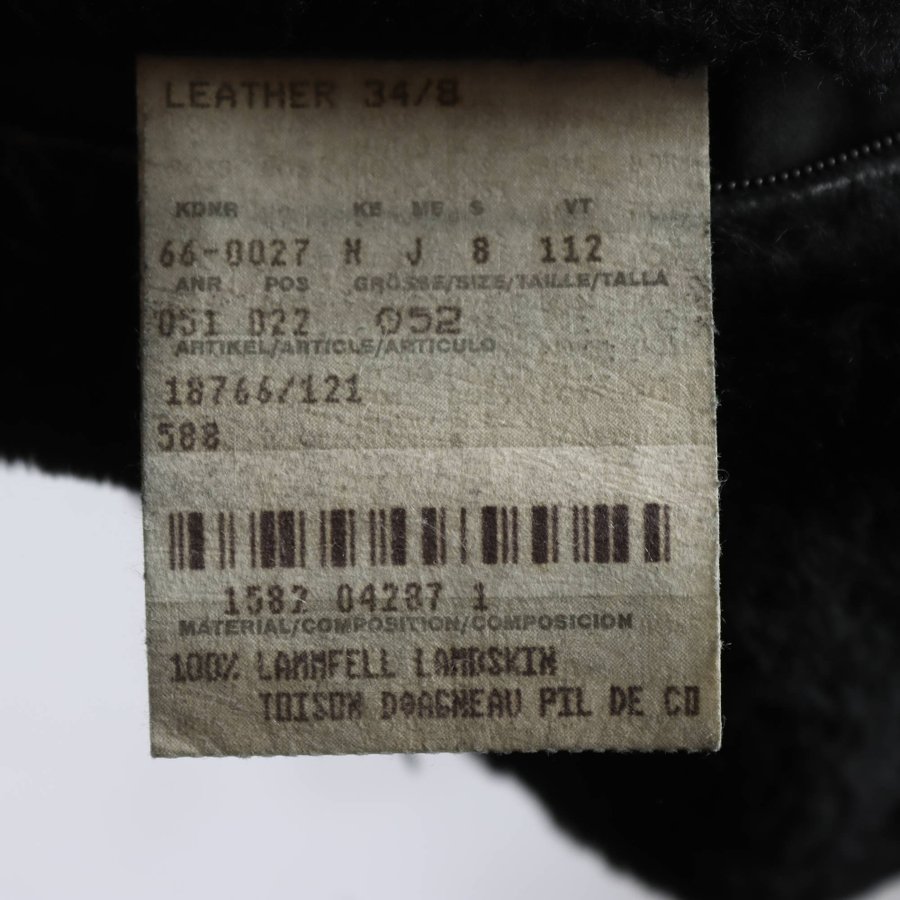 LEATHER 34/8
KDNR KE ME S VT
66-0027 N J 8 112
ANR POS GRÖSSE/SIZE/TAILLE/TALLA
051 022 052
ARTIKEL/ARTICLE/ARTICULO
18766/121
588
1582 04287 1
MATERIAL/COMPOSITION/COMPOSICION
100% LAMMFELL LAMBSKIN
TOISON D@AGNEAU PIL DE CO